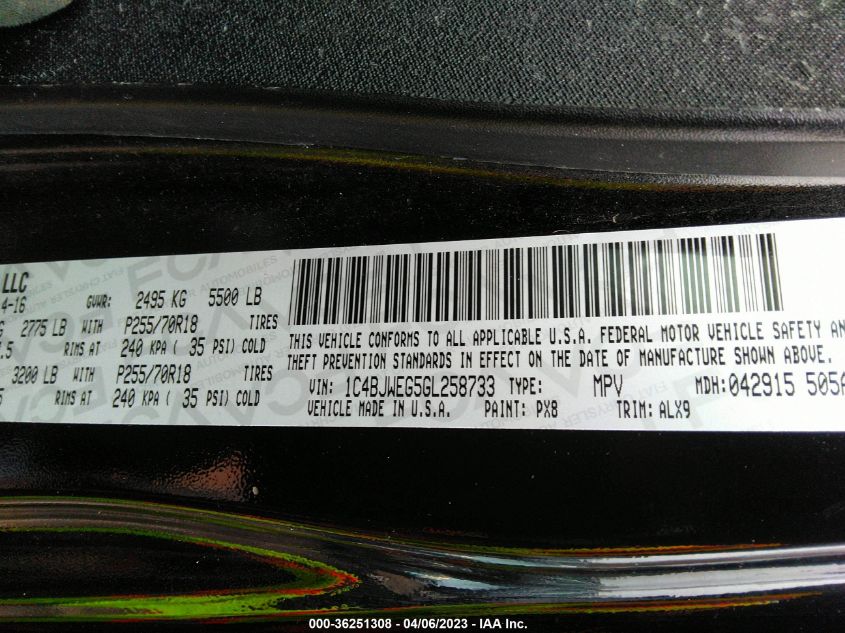 LLC
4-16 GVWR: 2495 KG 5500 LB
G 2775 LB WITH P255/70R18 TIRES
.5 RIMS AT 240 KPA ( 35 PSI) COLD
3200 LB WITH P255/70R18 TIRES
5 RIMS AT 240 KPA ( 35 PSI) COLD
THIS VEHICLE CONFORMS TO ALL APPLICABLE U.S.A. FEDERAL MOTOR VEHICLE SAFETY AN
THEFT PREVENTION STANDARDS IN EFFECT ON THE DATE OF MANUFACTURE SHOWN ABOVE.
VIN: 1C4BJWEG5GL258733 TYPE: MPV MDH: 042915 505A
VEHICLE MADE IN U.S.A. PAINT: PX8 TRIM: ALX9
000-36251308 - 04/06/2023 - IAA Inc.